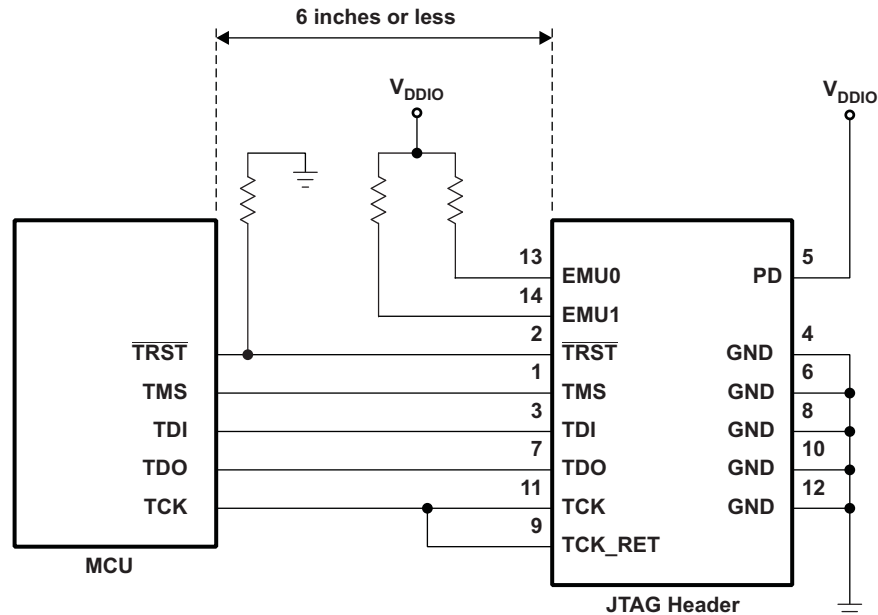 6 inches or less
VDDIO
VDDIO
13
EMU0
5
PD
14
EMU1
TRST
2
TRST
4
GND
TMS
1
TMS
6
GND
TDI
3
TDI
8
GND
TDO
7
TDO
10
GND
TCK
11
TCK
12
GND
9
TCK_RET
MCU
JTAG Header